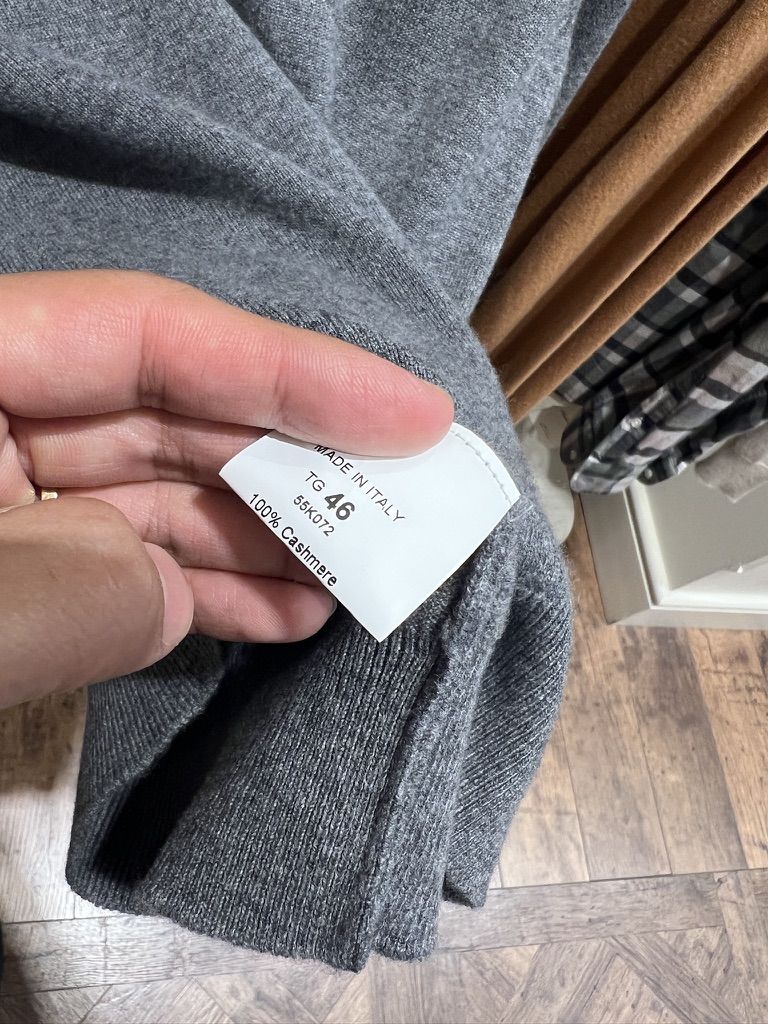 MADE IN ITALY
TG 46
55K072
100% Cashmere